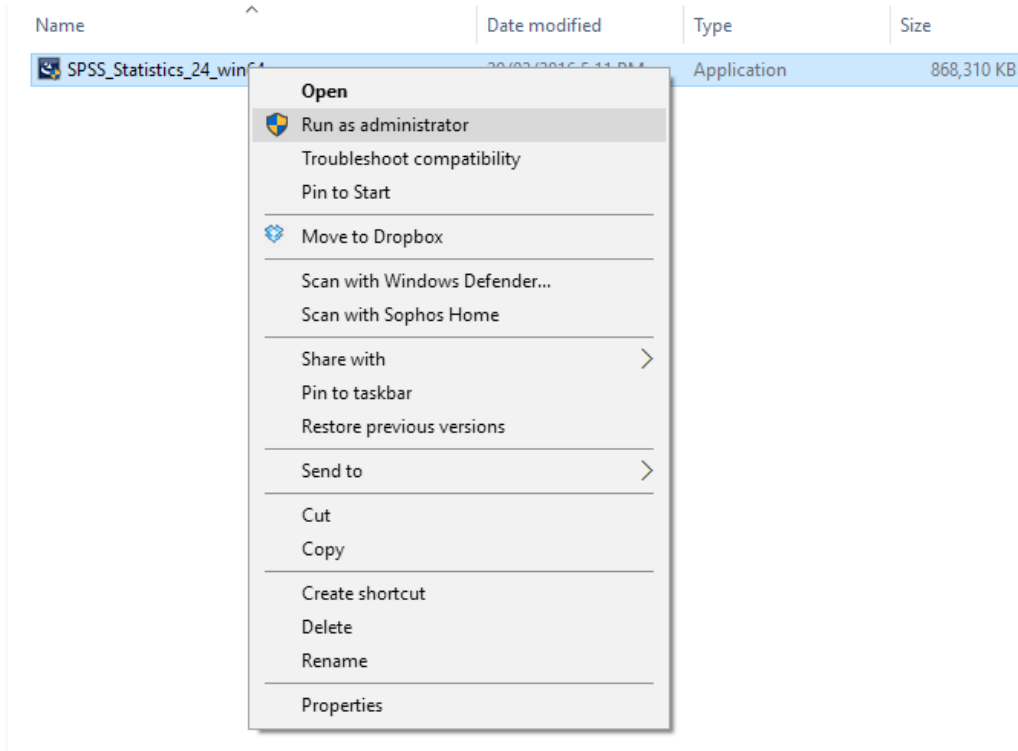 Name Date modified Type Size
SPSS_Statistics_24_win64 Application 868,310 KB
Open
Run as administrator
Troubleshoot compatibility
Pin to Start
Move to Dropbox
Scan with Windows Defender...
Scan with Sophos Home
Share with
Pin to taskbar
Restore previous versions
Send to
Cut
Copy
Create shortcut
Delete
Rename
Properties